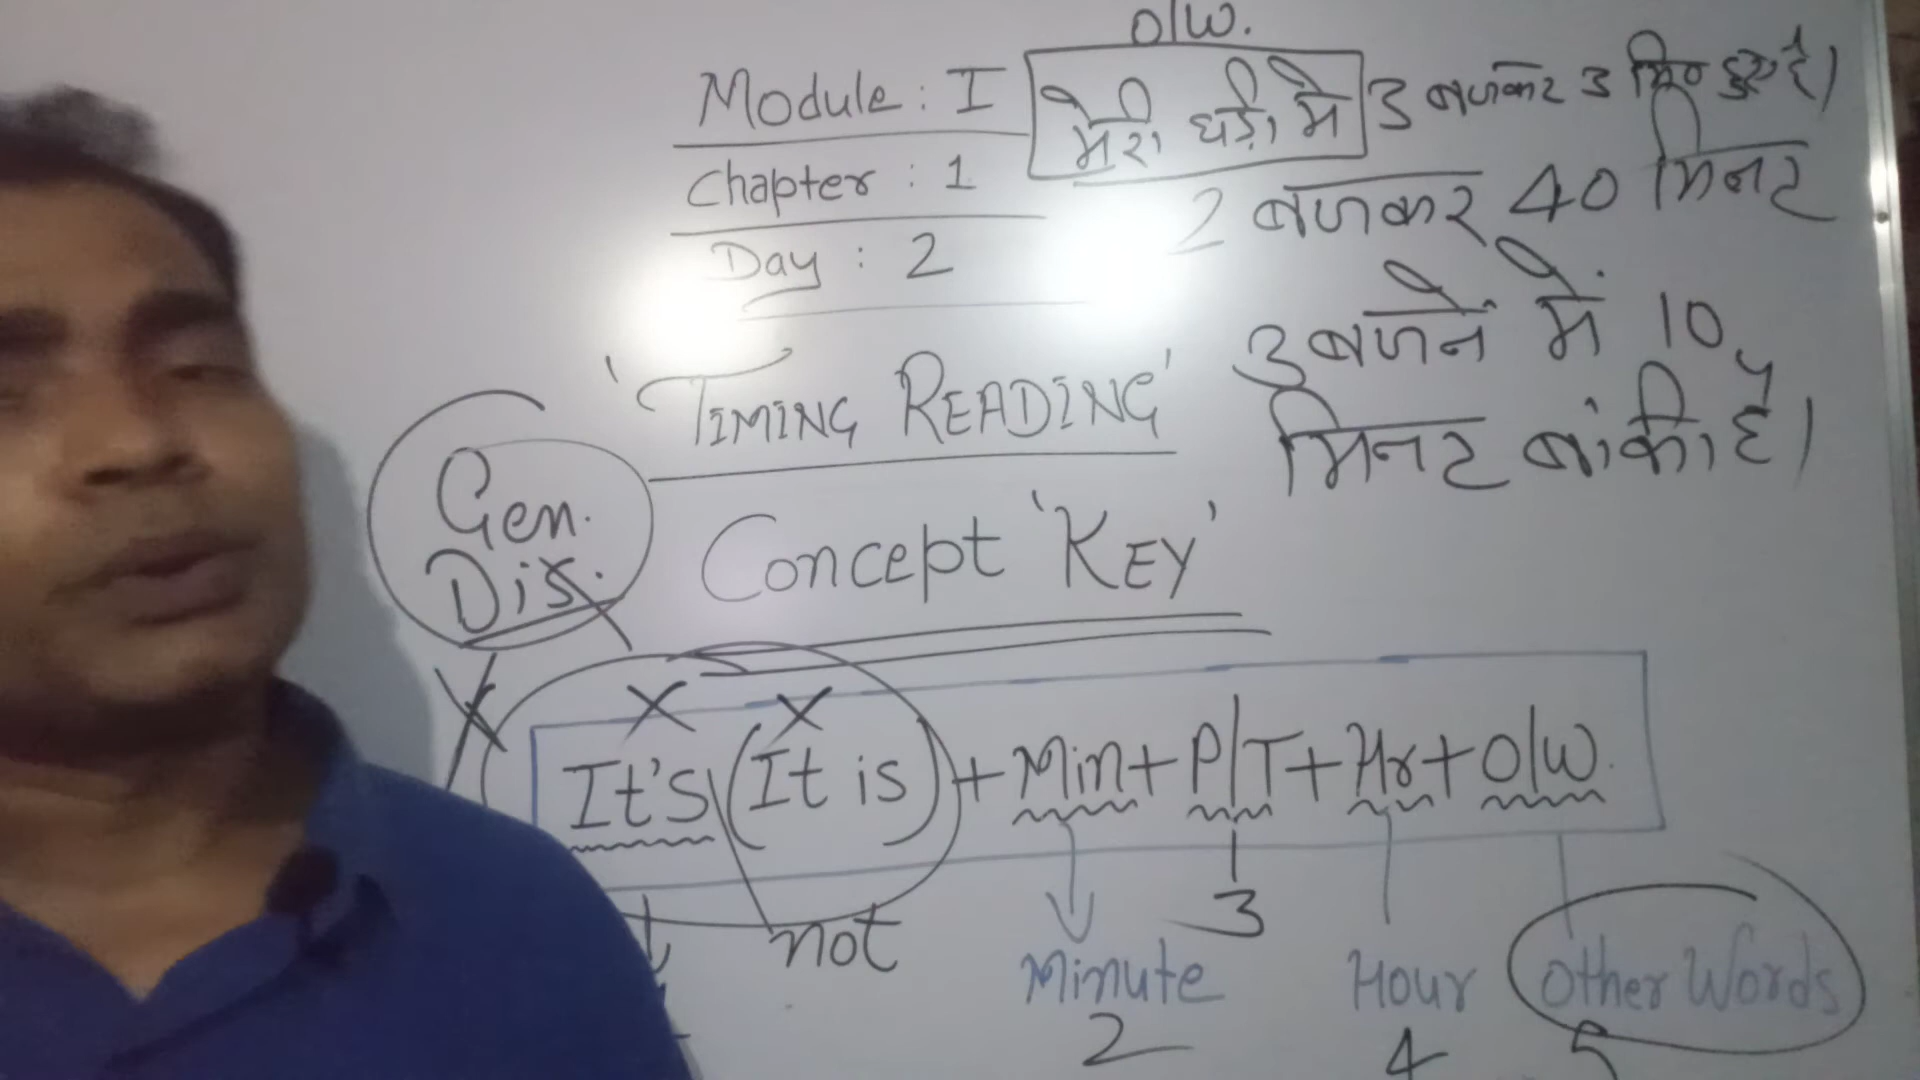 O/W.
Module : I
मेरी घड़ी में 3 बजकर 3 मि० हुए है।
Chapter : 1
2 बजकर 40 मिनट
Day : 2
3 बजने में 10
मिनट बांकी है।
'TIMING READING'
Gen.
Dis.
Concept 'KEY'
It's (It is) + Min + P/T + Hr + O/W.
not
3
Minute Hour Other Words
2 4 5